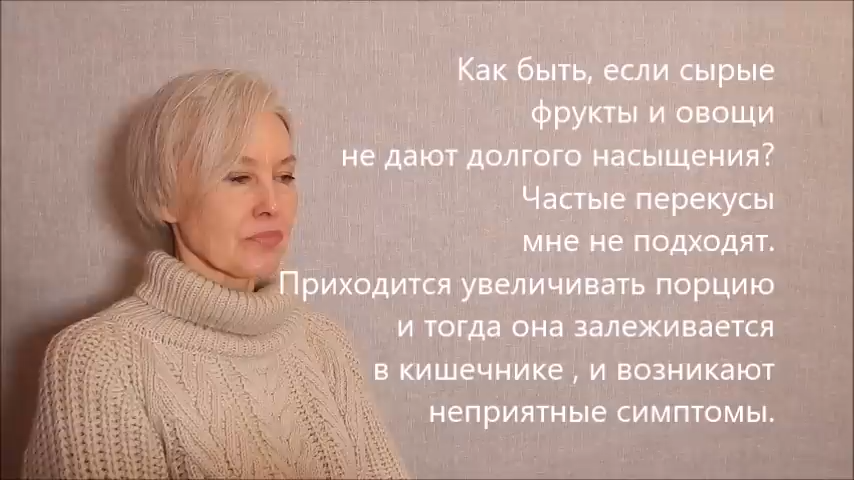 Как быть, если сырые
фрукты и овощи
не дают долгого насыщения?
Частые перекусы
мне не подходят.
Приходится увеличивать порцию
и тогда она залеживается
в кишечнике , и возникают
неприятные симптомы.